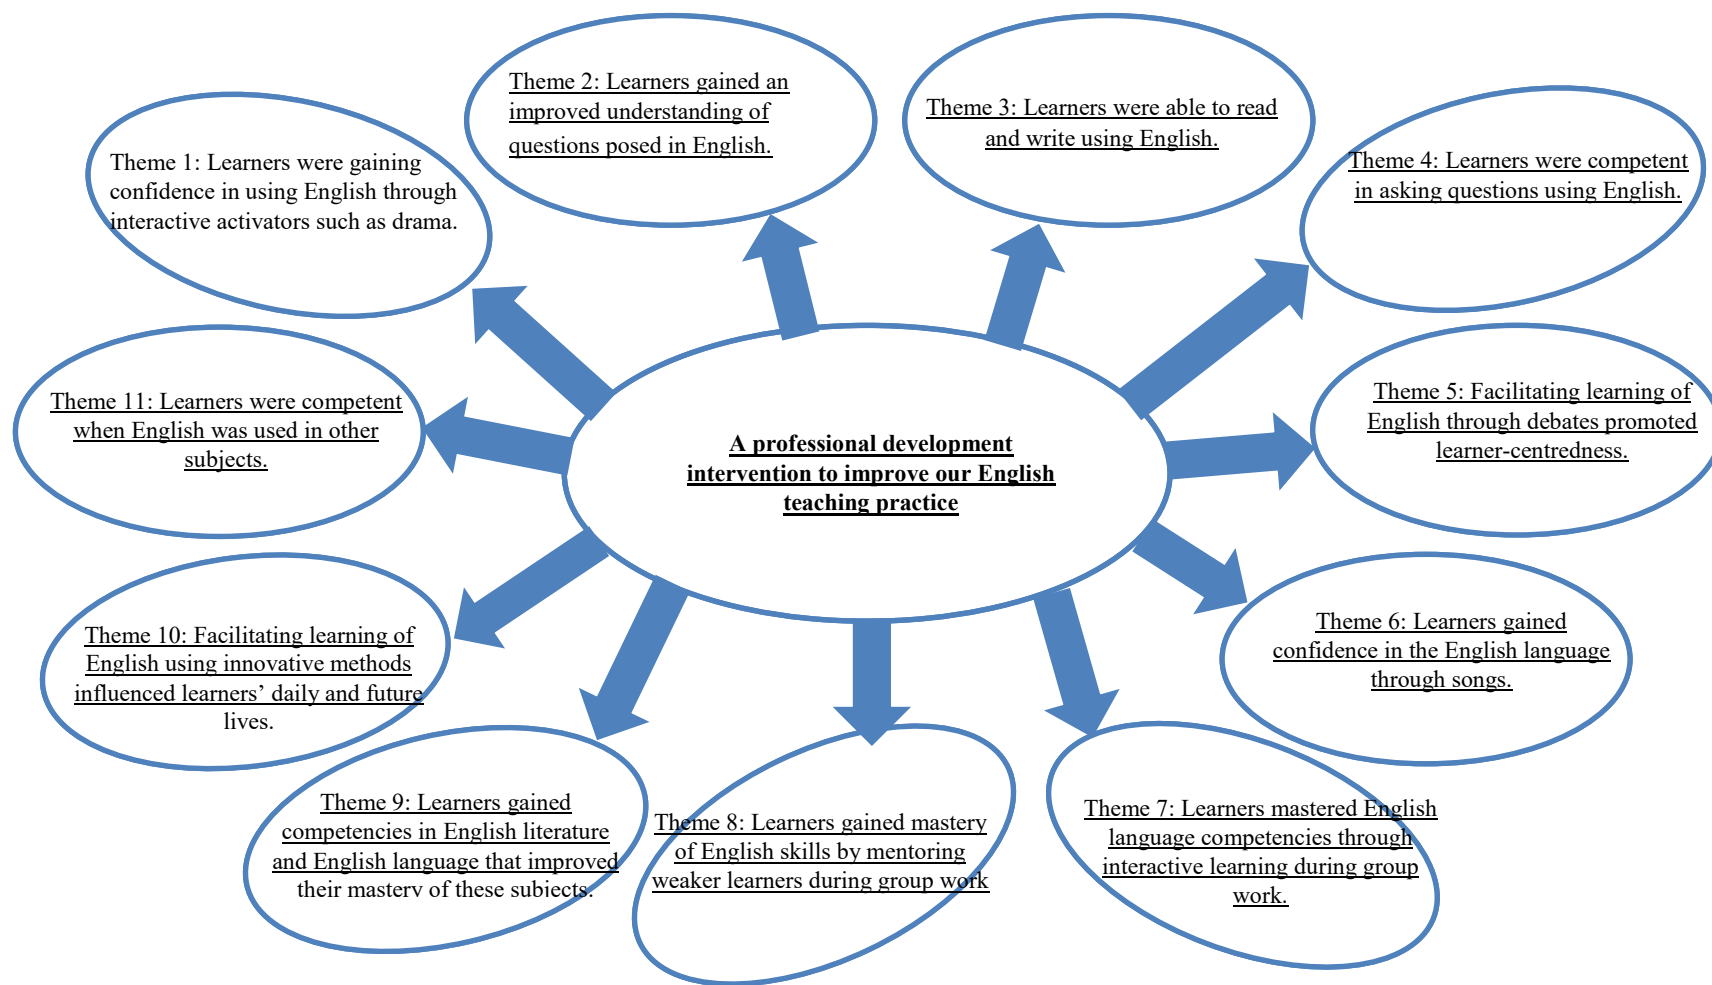 Theme 1: Learners were gaining
confidence in using English through
interactive activators such as drama.
Theme 2: Learners gained an
improved understanding of
questions posed in English.
Theme 3: Learners were able to read
and write using English.
Theme 4: Learners were competent
in asking questions using English.
Theme 5: Facilitating learning of
English through debates promoted
learner-centredness.
Theme 6: Learners gained
confidence in the English language
through songs.
Theme 7: Learners mastered English
language competencies through
interactive learning during group
work.
Theme 8: Learners gained mastery
of English skills by mentoring
weaker learners during group work
Theme 9: Learners gained
competencies in English literature
and English language that improved
their mastery of these subjects.
Theme 10: Facilitating learning of
English using innovative methods
influenced learners’ daily and future
lives.
Theme 11: Learners were competent
when English was used in other
subjects.
A professional development
intervention to improve our English
teaching practice